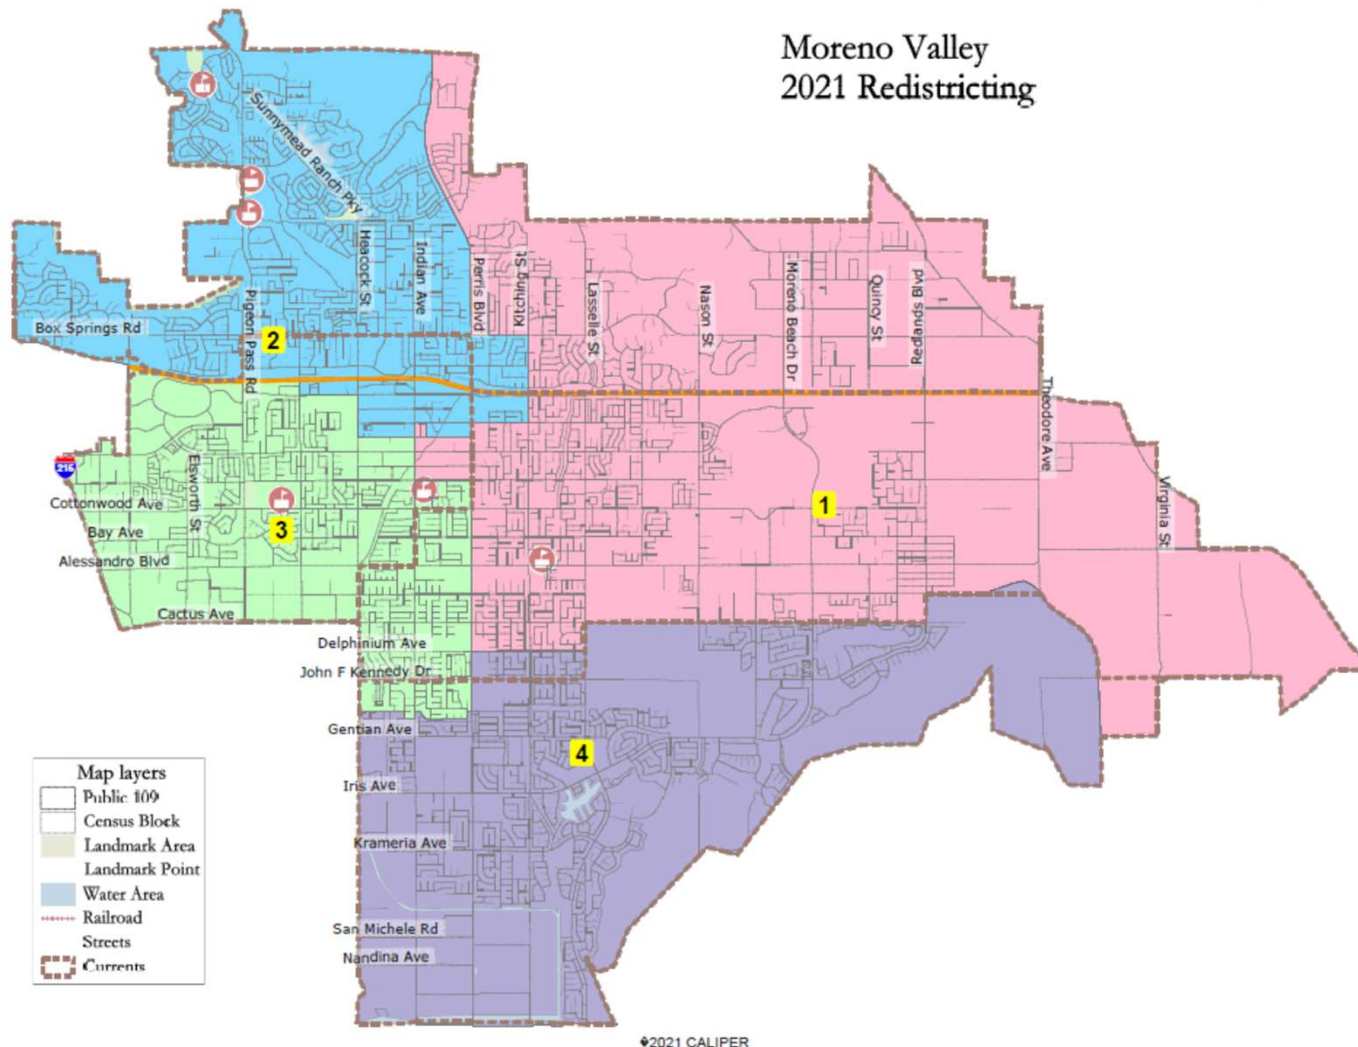 Moreno Valley
2021 Redistricting
Sunnymead Ranch Pky
Heacock St
Indian Ave
Perris Blvd
Kitching St
Lasselle St
Nason St
Moreno Beach Dr
Quincy St
Redlands Blvd
Box Springs Rd
Pigeon Pass Rd
2
Theodore Ave
216
Elsworth St
Cottonwood Ave
Bay Ave
3
1
Virginia St
Alessandro Blvd
Cactus Ave
Delphinium Ave
John F Kennedy Dr
Gentian Ave
4
Iris Ave
Krameria Ave
San Michele Rd
Nandina Ave
Map layers
Public 109
Census Block
Landmark Area
Landmark Point
Water Area
Railroad
Streets
Currents
�2021 CALIPER